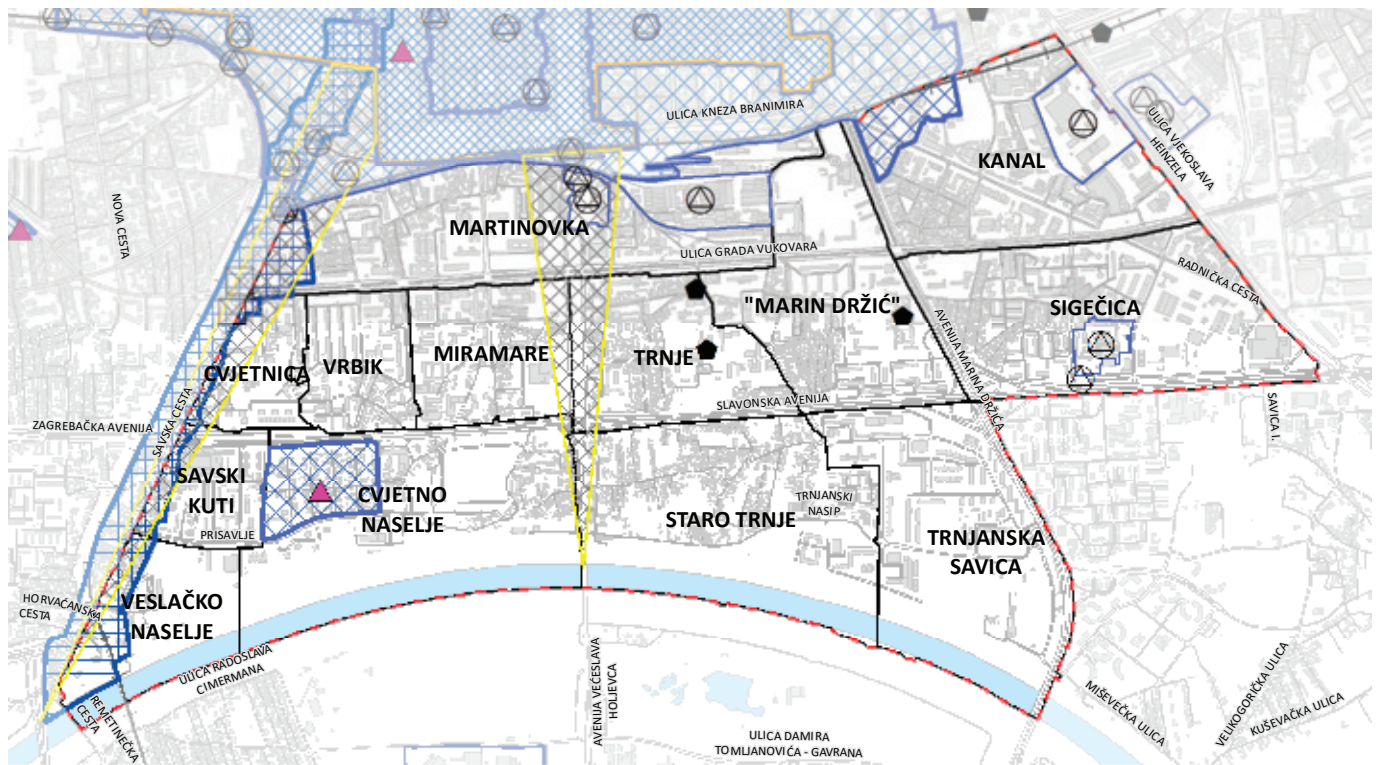 ULICA KNEZA BRANIMIRA
ULICA VJEKOSLAVA
HEINZELA
KANAL
NOVA CESTA
MARTINOVKA
ULICA GRADA VUKOVARA
RADNIČKA CESTA
"MARIN DRŽIĆ"
SIGEČICA
AVENIJA MARINA DRŽIĆA
CVJETNICA
VRBIK
MIRAMARE
TRNJE
SLAVONSKA AVENIJA
SAVICA I.
ZAGREBAČKA AVENIJA
SAVSKA CESTA
SAVSKI
KUTI
CVJETNO
NASELJE
TRNJANSKI
NASIP
STARO TRNJE
TRNJANSKA
SAVICA
PRISAVLJE
HORVAĆANSKA
CESTA
VESLAČKO
NASELJE
ULICA RADOSLAVA
CIMERMANA
REMETINEČKA
CESTA
AVENIJA VEĆESLAVA
HOLJEVCA
MIŠEVEČKA ULICA
VELIKOGORIČKA ULICA
KUŠEVAČKA ULICA
ULICA DAMIRA
TOMLJANOVIĆA - GAVRANA